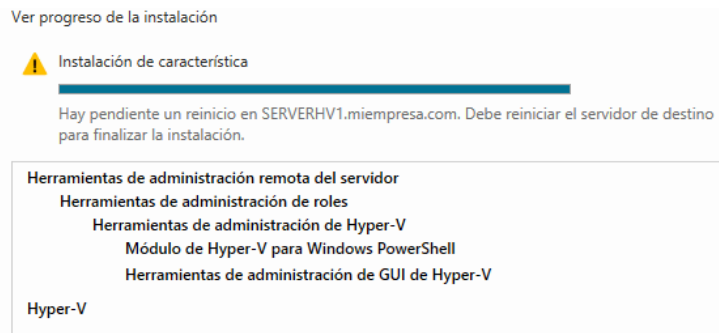 Ver progreso de la instalación
Instalación de característica
Hay pendiente un reinicio en SERVERHV1.miempresa.com. Debe reiniciar el servidor de destino
para finalizar la instalación.
Herramientas de administración remota del servidor
Herramientas de administración de roles
Herramientas de administración de Hyper-V
Módulo de Hyper-V para Windows PowerShell
Herramientas de administración de GUI de Hyper-V
Hyper-V